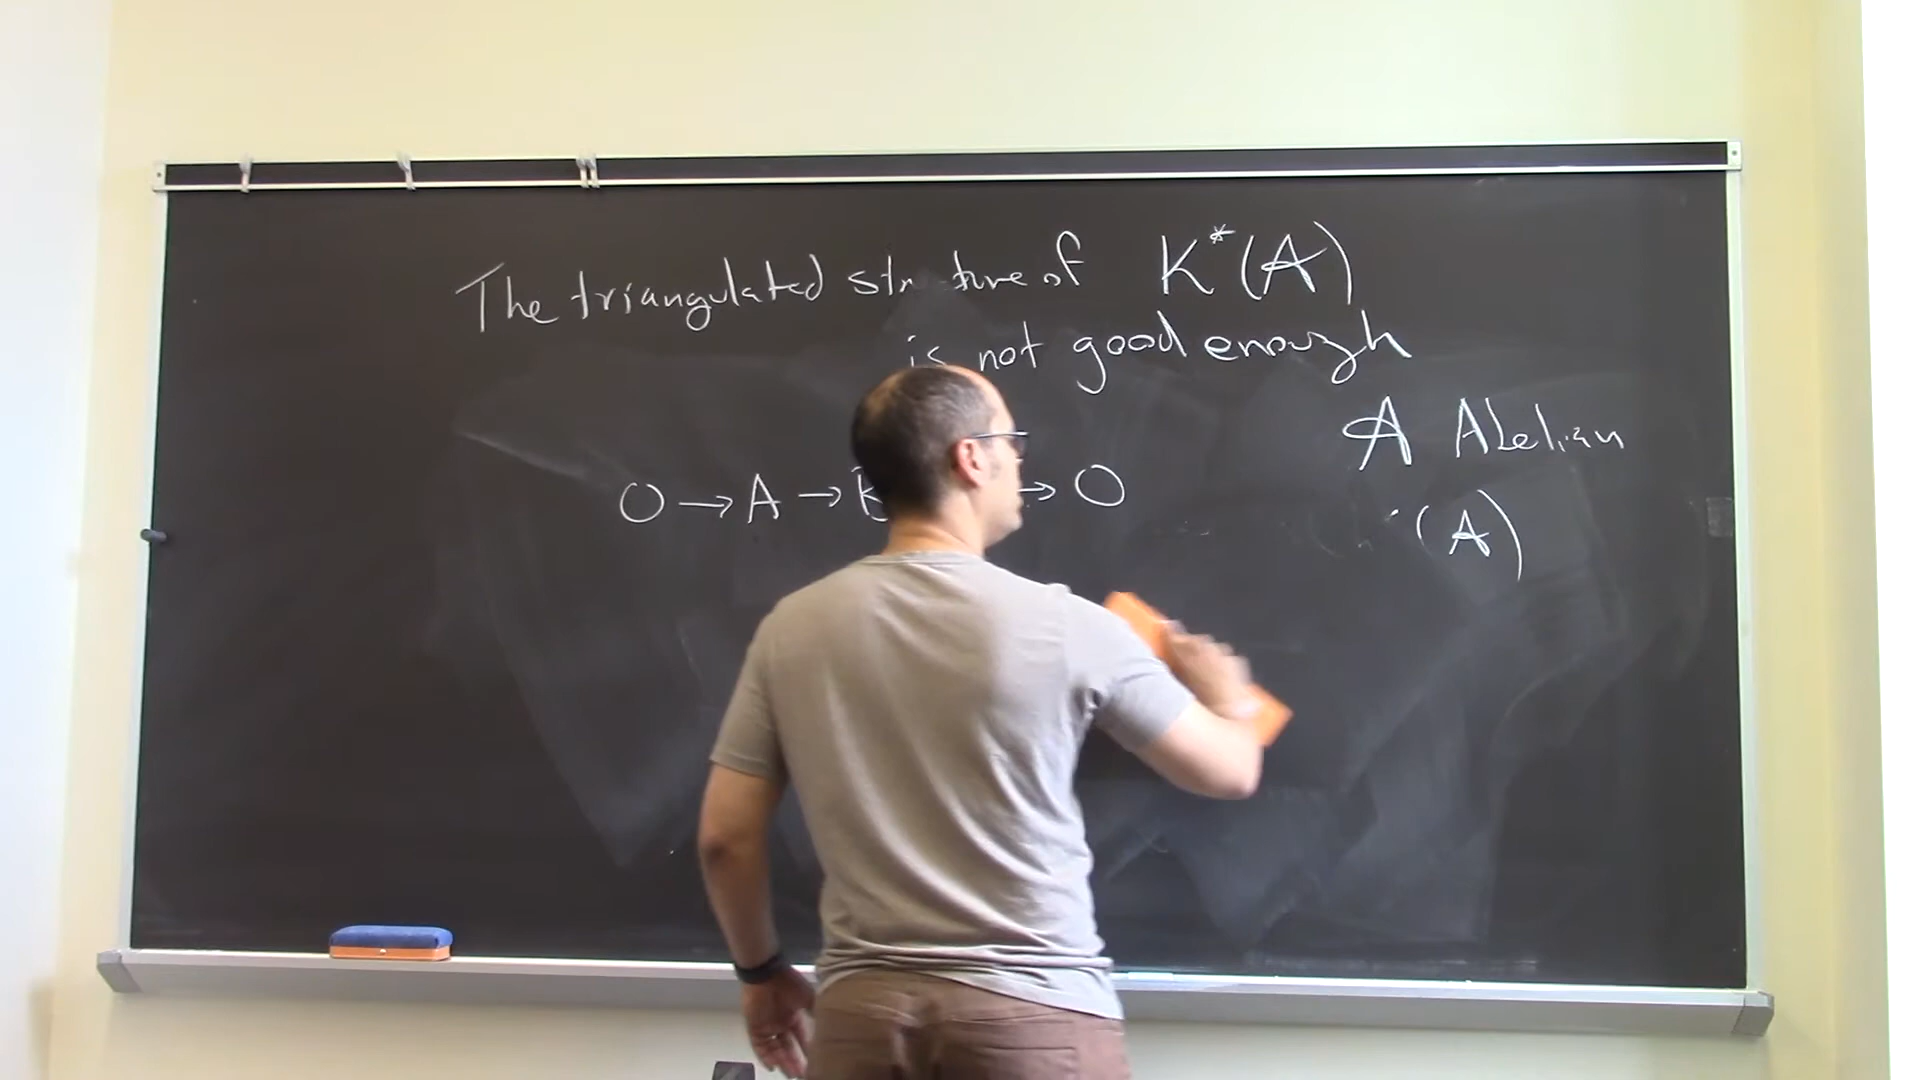 The triangulated structure of K*(A)
is not good enough
A Abelian
0 → A → B → 0
(A)